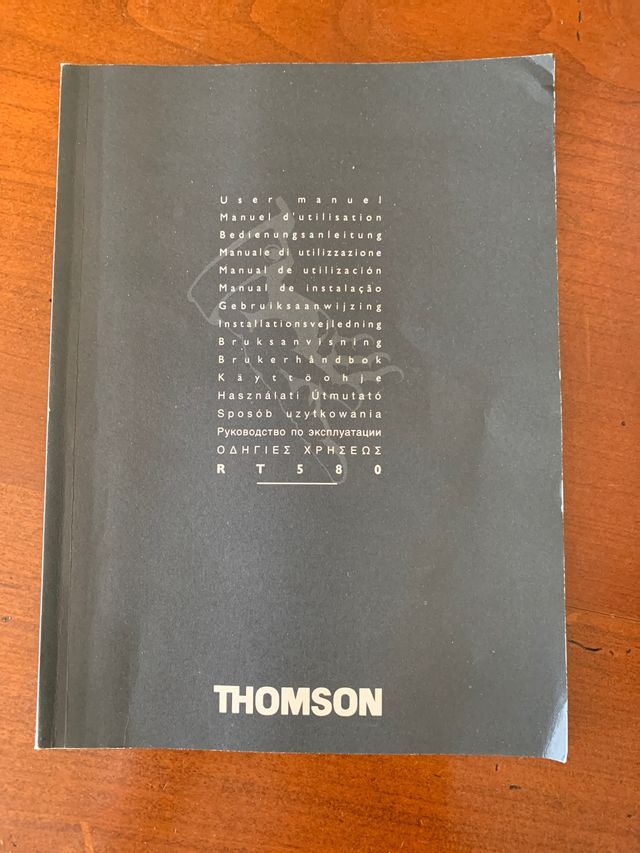 User manuel
Manuel d'utilisation
Bedienungsanleitung
Manuale di utilizzazione
Manual de utilización
Manual de instalação
Gebruiksaanwijzing
Installationsvejledning
Bruksanvisning
Brukerhåndbok
Käyttöohje
Használati Útmutató
Sposób uzytkowania
Руководство по эксплуатации
ΟΔΗΓΙΕΣ ΧΡΗΣΕΩΣ
RT580
THOMSON